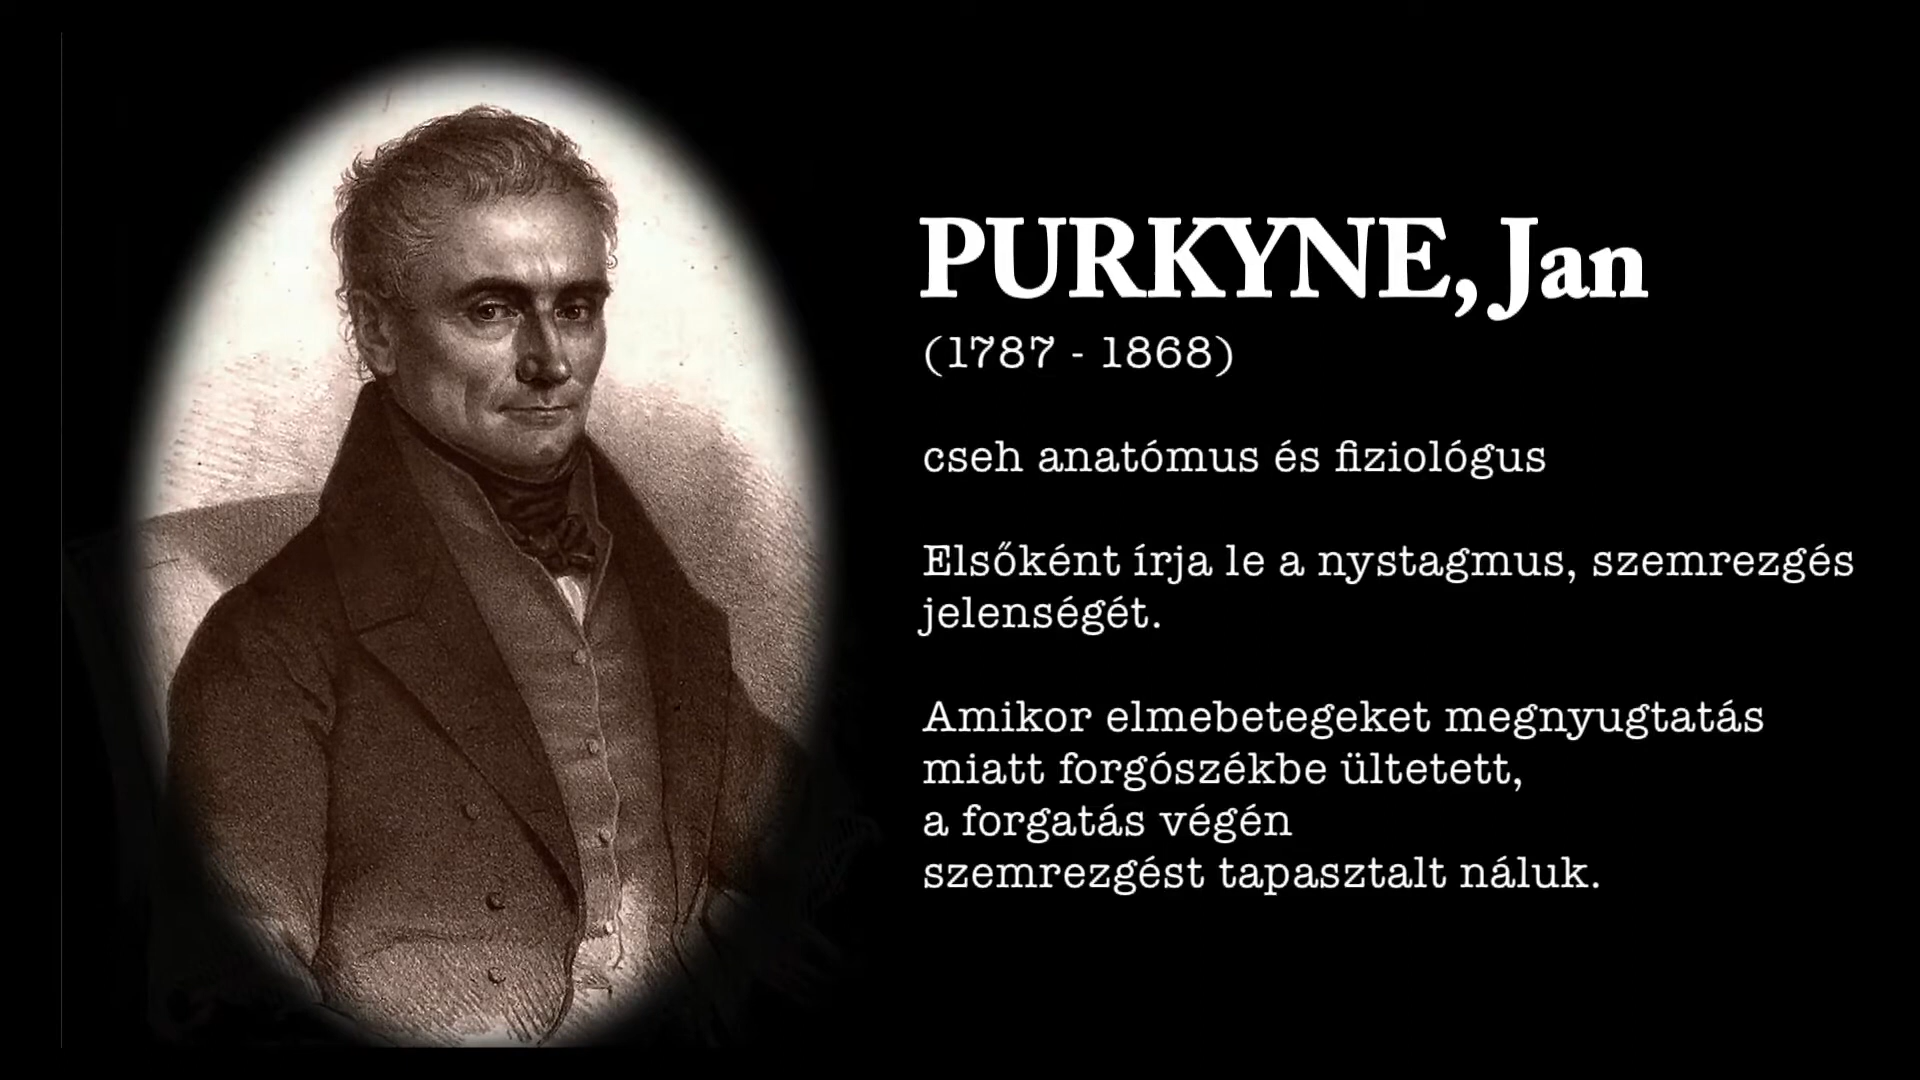 PURKYNE, Jan
(1787 - 1868)
cseh anatómus és fiziológus
Elsőként írja le a nystagmus, szemrezgés
jelenségét.
Amikor elmebetegeket megnyugtatás
miatt forgószékbe ültetett,
a forgatás végén
szemrezgést tapasztalt náluk.